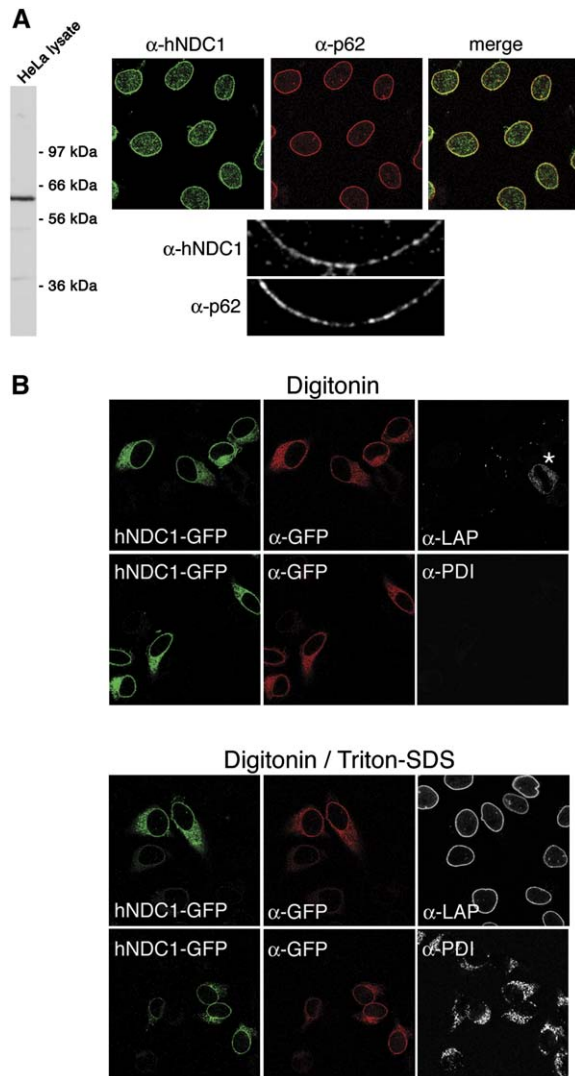 A
HeLa lysate
- 97 kDa
- 66 kDa
- 56 kDa
- 36 kDa
α-hNDC1
α-p62
merge
α-hNDC1
α-p62
B
Digitonin
hNDC1-GFP
α-GFP
*
α-LAP
hNDC1-GFP
α-GFP
α-PDI
Digitonin / Triton-SDS
hNDC1-GFP
α-GFP
α-LAP
hNDC1-GFP
α-GFP
α-PDI